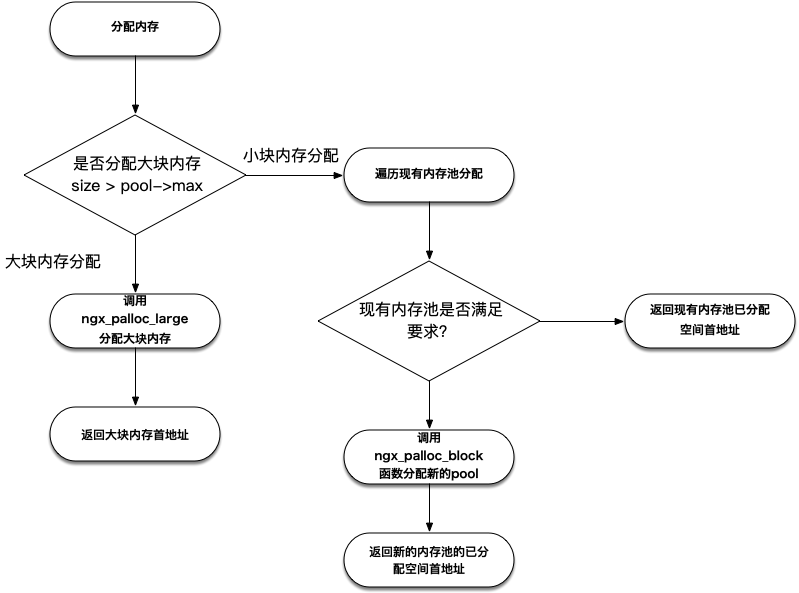 分配内存
是否分配大块内存
size > pool->max
小块内存分配
遍历现有内存池分配
大块内存分配
调用
ngx_palloc_large
分配大块内存
返回大块内存首地址
现有内存池是否满足
要求?
返回现有内存池已分配
空间首地址
调用
ngx_palloc_block
函数分配新的pool
返回新的内存池的已分
配空间首地址